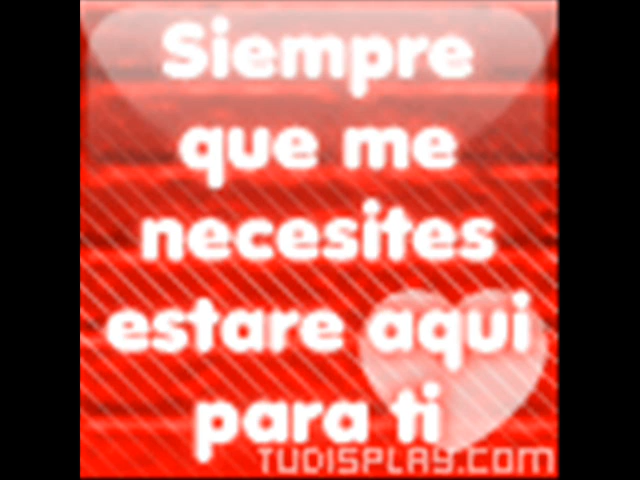 Siempre
que me
necesites
estare aqui
para ti
TUDISPLAY.COM